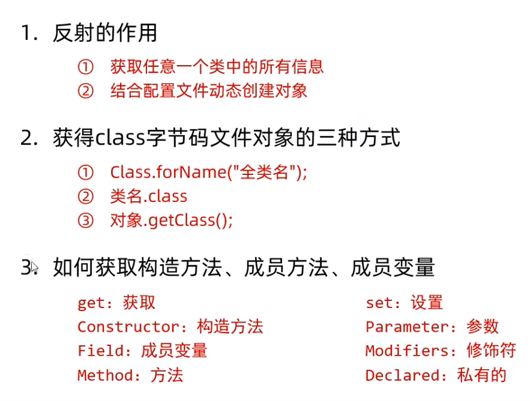 1. 反射的作用
① 获取任意一个类中的所有信息
② 结合配置文件动态创建对象
2. 获得class字节码文件对象的三种方式
① Class.forName("全类名");
② 类名.class
③ 对象.getClass();
3. 如何获取构造方法、成员方法、成员变量
get: 获取 set: 设置
Constructor: 构造方法 Parameter: 参数
Field: 成员变量 Modifiers: 修饰符
Method: 方法 Declared: 私有的